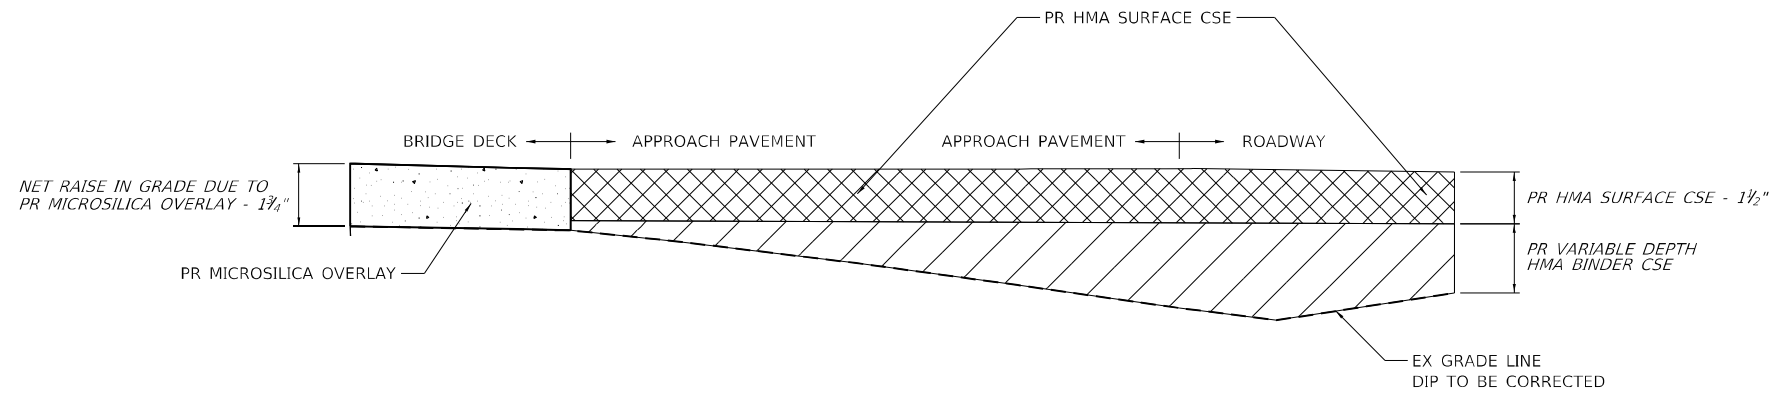 PR HMA SURFACE CSE
BRIDGE DECK
APPROACH PAVEMENT
APPROACH PAVEMENT
ROADWAY
NET RAISE IN GRADE DUE TO
PR MICROSILICA OVERLAY - 1¾"
PR HMA SURFACE CSE - 1½"
PR VARIABLE DEPTH
HMA BINDER CSE
PR MICROSILICA OVERLAY
EX GRADE LINE
DIP TO BE CORRECTED